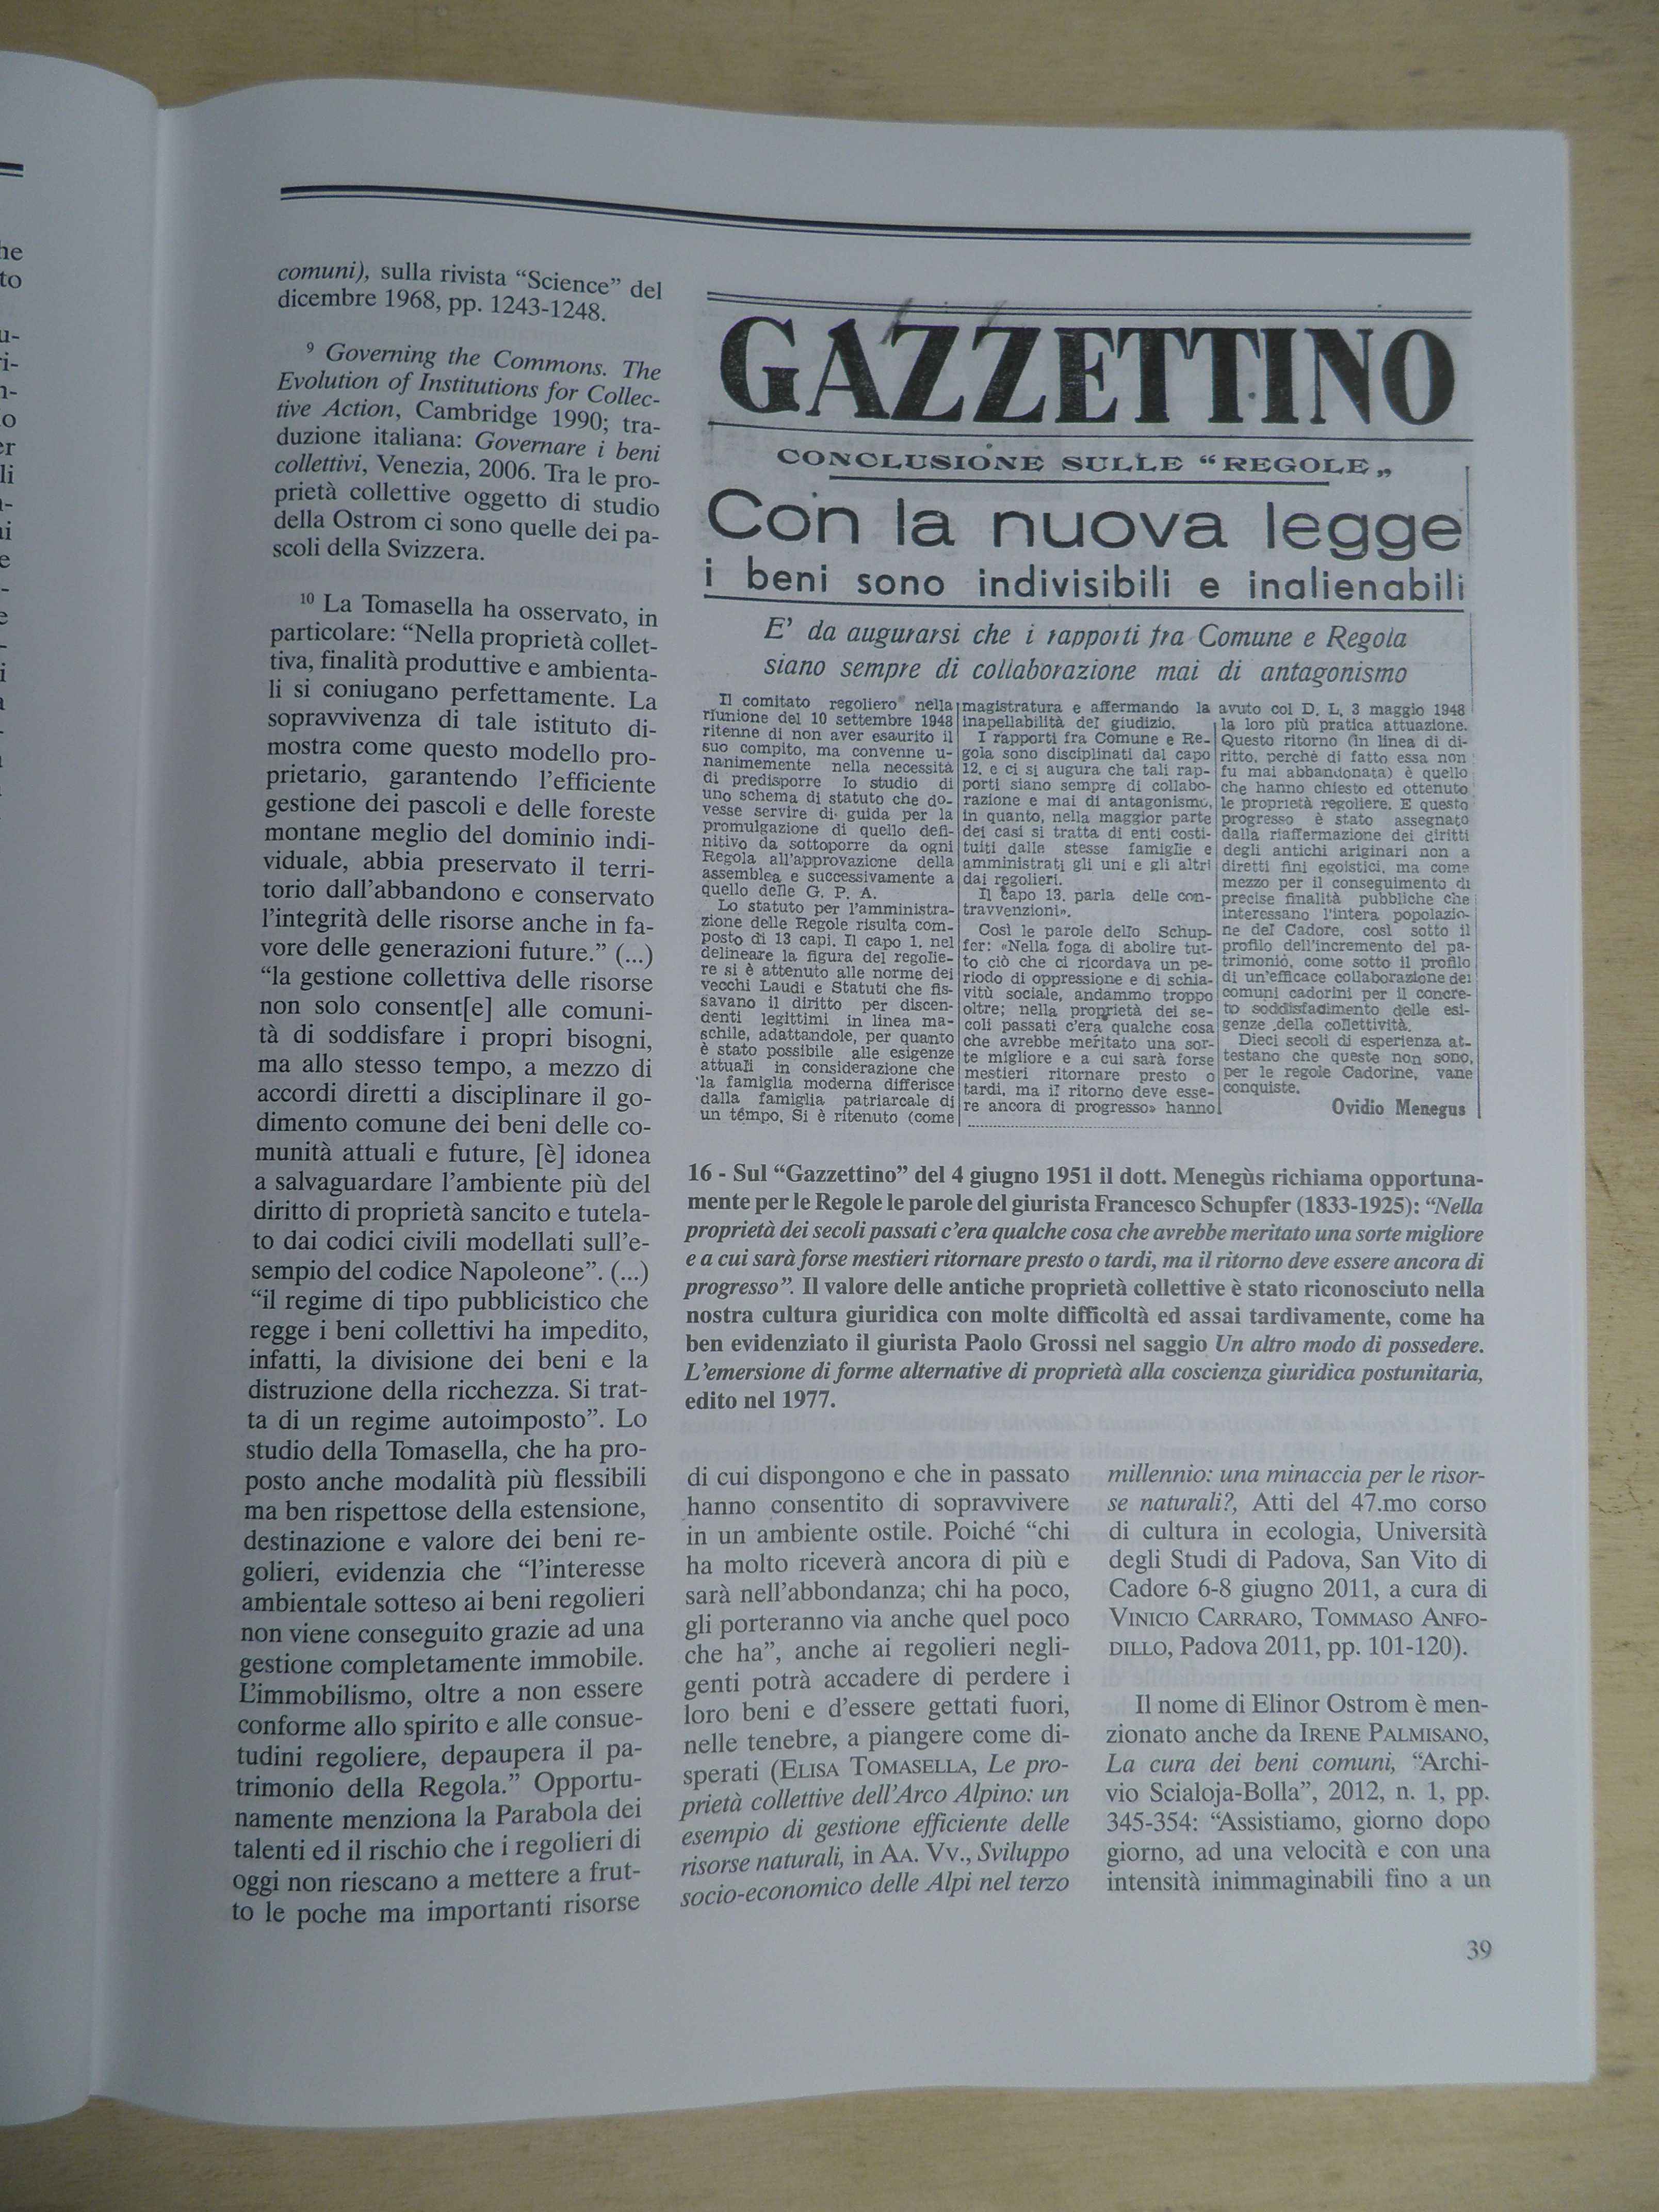 comuni), sulla rivista “Science” del
dicembre 1968, pp. 1243-1248.
⁹ Governing the Commons. The
Evolution of Institutions for Collec-
tive Action, Cambridge 1990; tra-
duzione italiana: Governare i beni
collettivi, Venezia, 2006. Tra le pro-
prietà collettive oggetto di studio
della Ostrom ci sono quelle dei pa-
scoli della Svizzera.
¹⁰ La Tomasella ha osservato, in
particolare: “Nella proprietà collet-
tiva, finalità produttive e ambienta-
li si coniugano perfettamente. La
sopravvivenza di tale istituto di-
mostra come questo modello pro-
prietario, garantendo l’efficiente
gestione dei pascoli e delle foreste
montane meglio del dominio indi-
viduale, abbia preservato il terri-
torio dall’abbandono e conservato
l’integrità delle risorse anche in fa-
vore delle generazioni future.” (...)
“la gestione collettiva delle risorse
non solo consent[e] alle comuni-
tà di soddisfare i propri bisogni,
ma allo stesso tempo, a mezzo di
accordi diretti a disciplinare il go-
dimento comune dei beni delle co-
munità attuali e future, [è] idonea
a salvaguardare l’ambiente più del
diritto di proprietà sancito e tutela-
to dai codici civili modellati sull’e-
sempio del codice Napoleone”. (...)
“il regime di tipo pubblicistico che
regge i beni collettivi ha impedito,
infatti, la divisione dei beni e la
distruzione della ricchezza. Si trat-
ta di un regime autoimposto”. Lo
studio della Tomasella, che ha pro-
posto anche modalità più flessibili
ma ben rispettose della estensione,
destinazione e valore dei beni re-
golieri, evidenzia che “l’interesse
ambientale sotteso ai beni regolieri
non viene conseguito grazie ad una
gestione completamente immobile.
L’immobilismo, oltre a non essere
conforme allo spirito e alle consue-
tudini regoliere, depaupera il pa-
trimonio della Regola.” Opportu-
namente menziona la Parabola dei
talenti ed il rischio che i regolieri di
oggi non riescano a mettere a frut-
to le poche ma importanti risorse
GAZZETTINO
CONCLUSIONE SULLE “REGOLE„
Con la nuova legge
i beni sono indivisibili e inalienabili
E’ da augurarsi che i rapporti fra Comune e Regola
siano sempre di collaborazione mai di antagonismo
Il comitato regoliero nella
riunione del 10 settembre 1948
ritenne di non aver esaurito il
suo compito, ma convenne u-
nanimemente nella necessità
di predisporre lo studio di
uno schema di statuto che do-
vesse servire di guida per la
promulgazione di quello defi-
nitivo da sottoporre da ogni
Regola all’approvazione della
assemblea e successivamente a
quello delle G. P. A.
Lo statuto per l’amministra-
zione delle Regole risulta com-
posto di 13 capi. Il capo 1. nel
delineare la figura del regolie-
re si è attenuto alle norme dei
vecchi Laudi e Statuti che fis-
savano il diritto per discen-
denti legittimi in linea ma-
schile, adattandole, per quanto
è stato possibile alle esigenze
attuali in considerazione che
la famiglia moderna differisce
dalla famiglia patriarcale di
un tempo. Si è ritenuto (come
magistratura e affermando la
inapellabilità del giudizio.
I rapporti fra Comune e Re-
gola sono disciplinati dal capo
12. e ci si augura che tali rap-
porti siano sempre di collabo-
razione e mai di antagonismo,
in quanto, nella maggior parte
dei casi si tratta di enti costi-
tuiti dalle stesse famiglie e
amministrati gli uni e gli altri
dai regolieri.
Il capo 13. parla delle con-
travvenzioni».
Così le parole dello Schup-
fer: «Nella foga di abolire tut-
to ciò che ci ricordava un pe-
riodo di oppressione e di schia-
vitù sociale, andammo troppo
oltre; nella proprietà dei se-
coli passati c’era qualche cosa
che avrebbe meritato una sor-
te migliore e a cui sarà forse
mestieri ritornare presto o
tardi, ma il ritorno deve esse-
re ancora di progresso» hanno
avuto col D. L. 3 maggio 1948
la loro più pratica attuazione.
Questo ritorno (in linea di di-
ritto, perchè di fatto essa non
fu mai abbandonata) è quello
che hanno chiesto ed ottenuto
le proprietà regoliere. E questo
progresso è stato assegnato
dalla riaffermazione dei diritti
degli antichi ariginari non a
diretti fini egoistici, ma come
mezzo per il conseguimento di
precise finalità pubbliche che
interessano l’intera popolazio-
ne del Cadore, così sotto il
profilo dell’incremento del pa-
trimonio, come sotto il profilo
di un’efficace collaborazione dei
comuni cadorini per il concre-
to soddisfacimento delle esi-
genze della collettività.
Dieci secoli di esperienza at-
testano che queste non sono,
per le regole Cadorine, vane
conquiste.
Ovidio Menegus
16 - Sul “Gazzettino” del 4 giugno 1951 il dott. Menegùs richiama opportuna-
mente per le Regole le parole del giurista Francesco Schupfer (1833-1925): “Nella
proprietà dei secoli passati c’era qualche cosa che avrebbe meritato una sorte migliore
e a cui sarà forse mestieri ritornare presto o tardi, ma il ritorno deve essere ancora di
progresso”. Il valore delle antiche proprietà collettive è stato riconosciuto nella
nostra cultura giuridica con molte difficoltà ed assai tardivamente, come ha
ben evidenziato il giurista Paolo Grossi nel saggio Un altro modo di possedere.
L’emersione di forme alternative di proprietà alla coscienza giuridica postunitaria,
edito nel 1977.
di cui dispongono e che in passato
hanno consentito di sopravvivere
in un ambiente ostile. Poiché “chi
ha molto riceverà ancora di più e
sarà nell’abbondanza; chi ha poco,
gli porteranno via anche quel poco
che ha”, anche ai regolieri negli-
genti potrà accadere di perdere i
loro beni e d’essere gettati fuori,
nelle tenebre, a piangere come di-
sperati (ELISA TOMASELLA, Le pro-
prietà collettive dell’Arco Alpino: un
esempio di gestione efficiente delle
risorse naturali, in AA. VV., Sviluppo
socio-economico delle Alpi nel terzo
millennio: una minaccia per le risor-
se naturali?, Atti del 47.mo corso
di cultura in ecologia, Università
degli Studi di Padova, San Vito di
Cadore 6-8 giugno 2011, a cura di
VINICIO CARRARO, TOMMASO ANFO-
DILLO, Padova 2011, pp. 101-120).
Il nome di Elinor Ostrom è men-
zionato anche da IRENE PALMISANO,
La cura dei beni comuni, “Archi-
vio Scialoja-Bolla”, 2012, n. 1, pp.
345-354: “Assistiamo, giorno dopo
giorno, ad una velocità e con una
intensità inimmaginabili fino a un
39